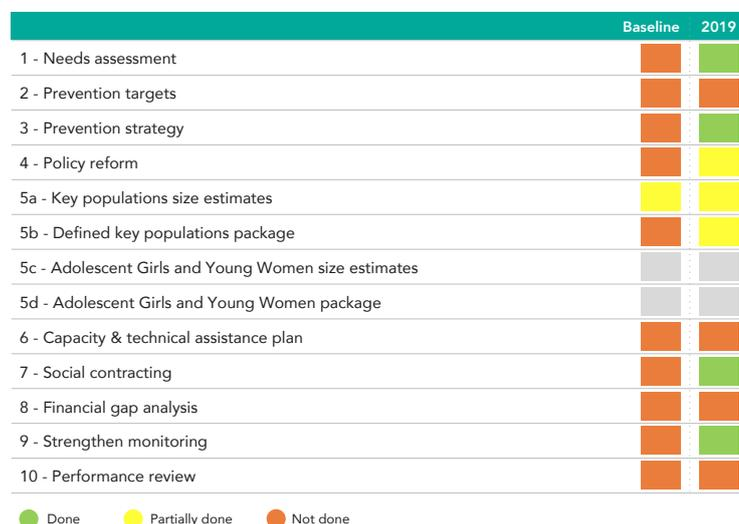 Baseline 2019
1 - Needs assessment
2 - Prevention targets
3 - Prevention strategy
4 - Policy reform
5a - Key populations size estimates
5b - Defined key populations package
5c - Adolescent Girls and Young Women size estimates
5d - Adolescent Girls and Young Women package
6 - Capacity & technical assistance plan
7 - Social contracting
8 - Financial gap analysis
9 - Strengthen monitoring
10 - Performance review
Done Partially done Not done